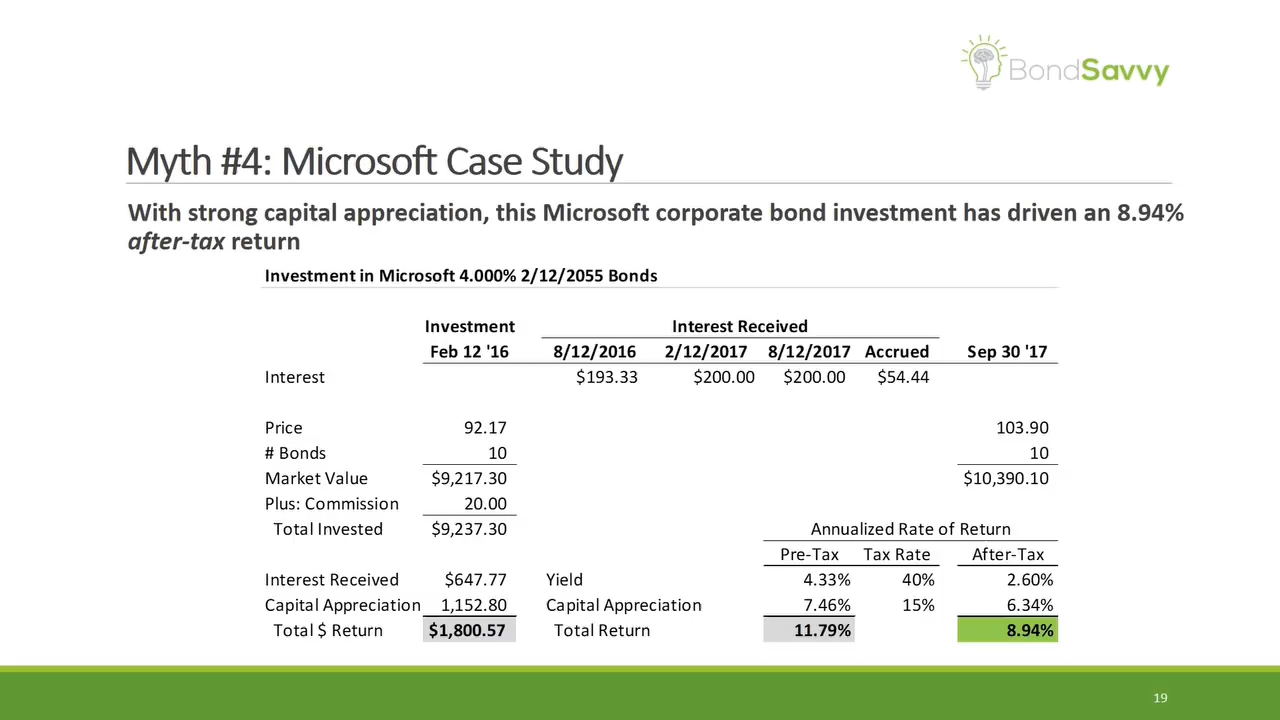 BondSavvy
Myth #4: Microsoft Case Study
With strong capital appreciation, this Microsoft corporate bond investment has driven an 8.94%
after-tax return
Investment in Microsoft 4.000% 2/12/2055 Bonds
Investment Interest Received
Feb 12 '16 8/12/2016 2/12/2017 8/12/2017 Accrued Sep 30 '17
Interest $193.33 $200.00 $200.00 $54.44
Price 92.17 103.90
# Bonds 10 10
Market Value $9,217.30 $10,390.10
Plus: Commission 20.00
Total Invested $9,237.30 Annualized Rate of Return
Pre-Tax Tax Rate After-Tax
Interest Received $647.77 Yield 4.33% 40% 2.60%
Capital Appreciation 1,152.80 Capital Appreciation 7.46% 15% 6.34%
Total $ Return $1,800.57 Total Return 11.79% 8.94%
19